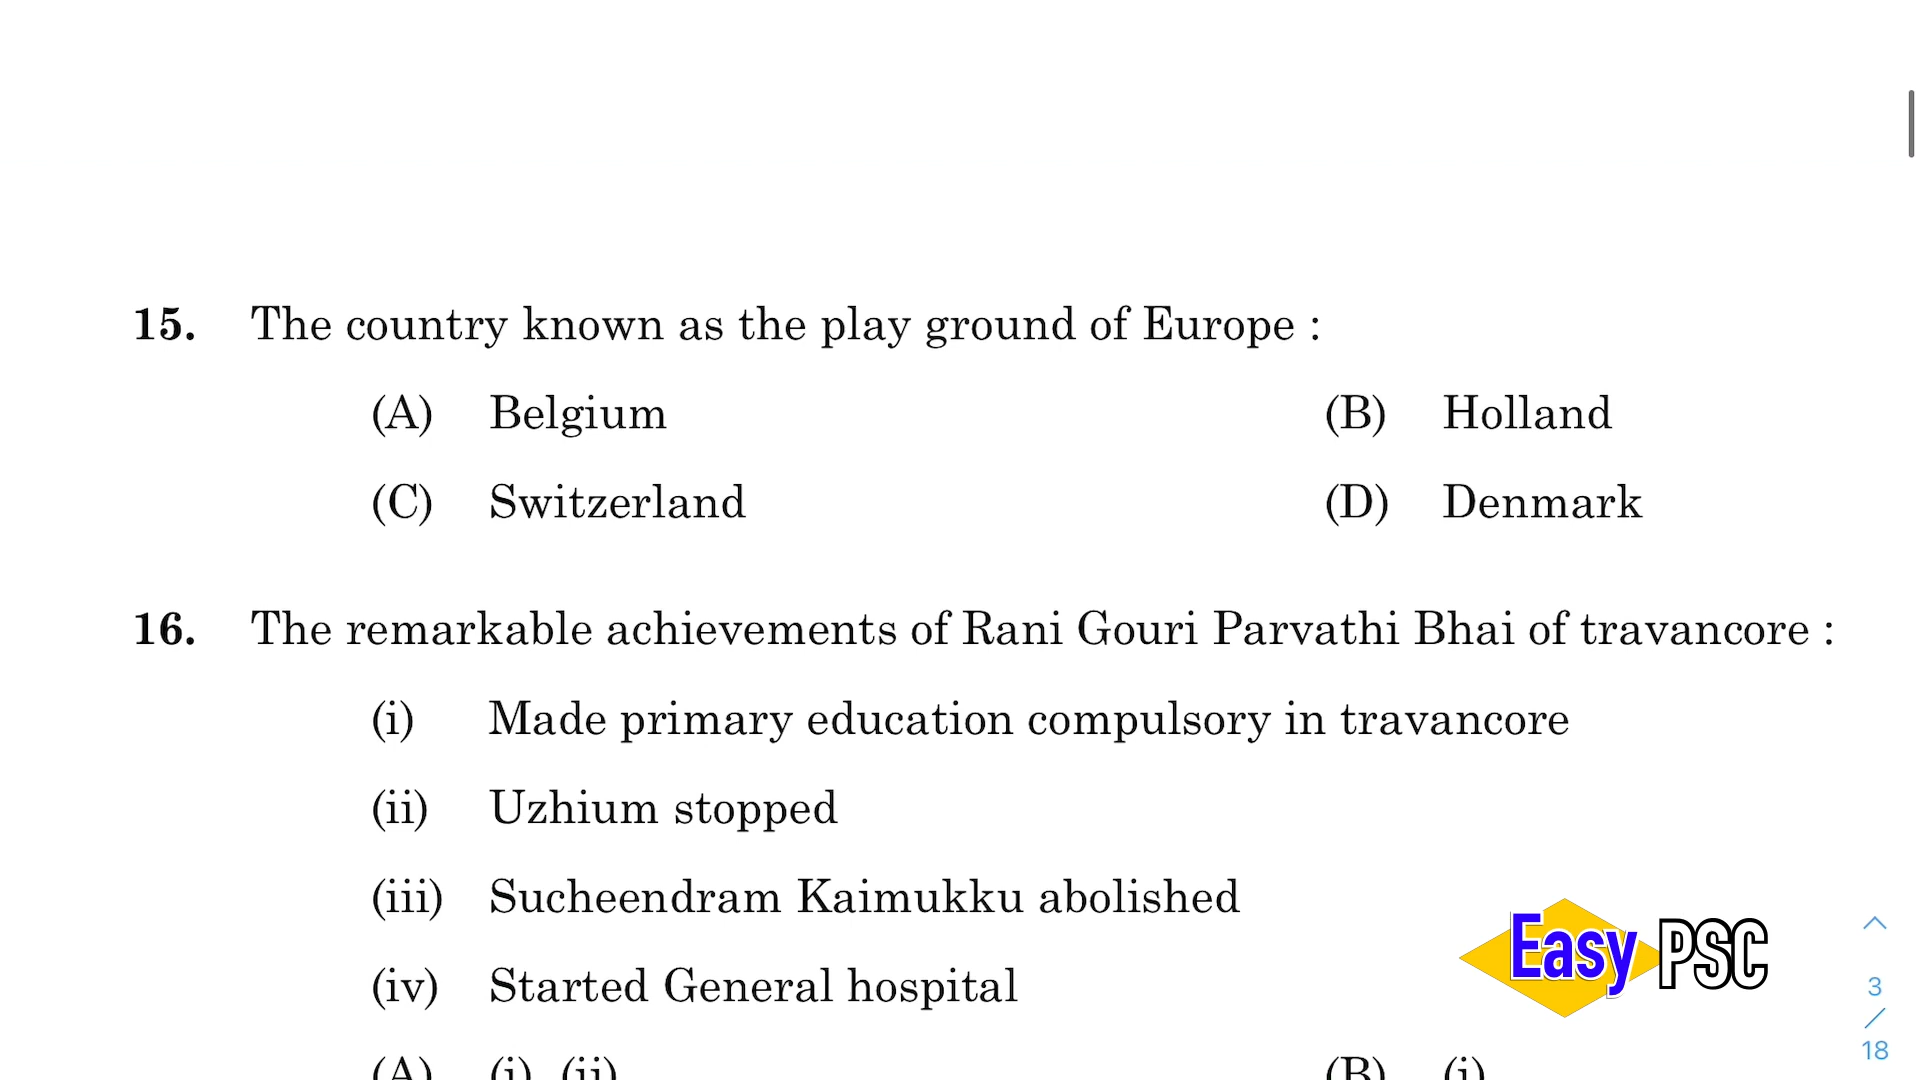 15. The country known as the play ground of Europe :
(A) Belgium (B) Holland
(C) Switzerland (D) Denmark
16. The remarkable achievements of Rani Gouri Parvathi Bhai of travancore :
(i) Made primary education compulsory in travancore
(ii) Uzhium stopped
(iii) Sucheendram Kaimukku abolished
(iv) Started General hospital
Easy PSC
3
/
18
(A) (i), (ii) (B) (i)